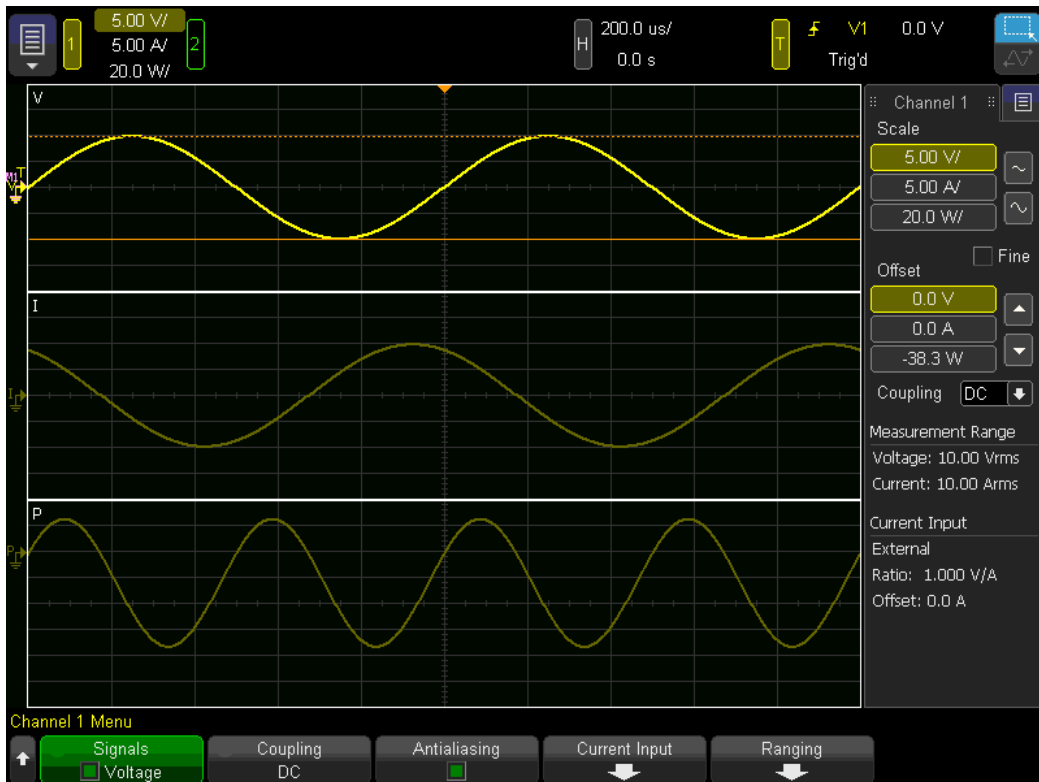 1
5.00 V/
5.00 A/
20.0 W/
2
H
200.0 us/
0.0 s
T
V1
0.0 V
Trig'd
V
T
M1
V
I
I
P
P
Channel 1
Scale
5.00 V/
5.00 A/
20.0 W/
Fine
Offset
0.0 V
0.0 A
-38.3 W
Coupling
DC
Measurement Range
Voltage: 10.00 Vrms
Current: 10.00 Arms
Current Input
External
Ratio: 1.000 V/A
Offset: 0.0 A
Channel 1 Menu
Signals
Voltage
Coupling
DC
Antialiasing
Current Input
Ranging